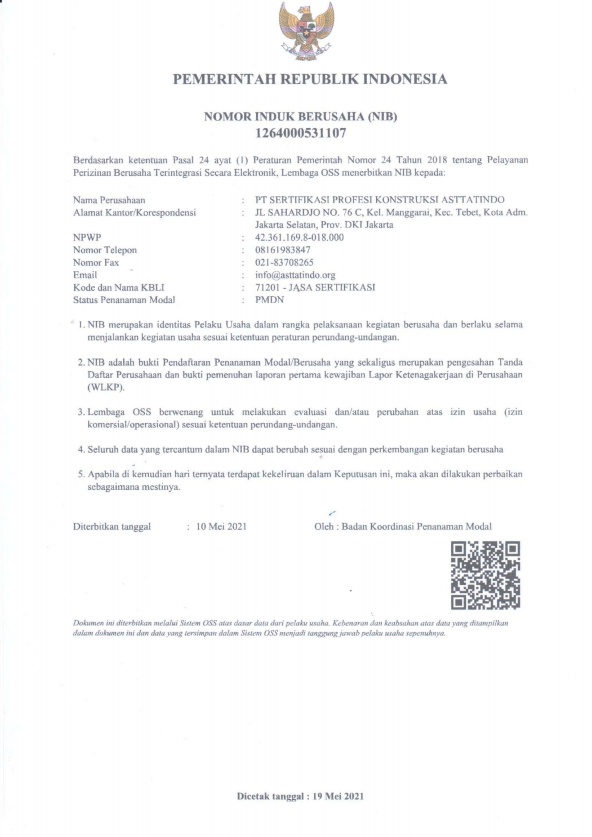 PEMERINTAH REPUBLIK INDONESIA
NOMOR INDUK BERUSAHA (NIB)
1264000531107
Berdasarkan ketentuan Pasal 24 ayat (1) Peraturan Pemerintah Nomor 24 Tahun 2018 tentang Pelayanan
Perizinan Berusaha Terintegrasi Secara Elektronik, Lembaga OSS menerbitkan NIB kepada:
Nama Perusahaan : PT SERTIFIKASI PROFESI KONSTRUKSI ASTTATINDO
Alamat Kantor/Korespondensi : JL SAHARDJO NO. 76 C, Kel. Manggarai, Kec. Tebet, Kota Adm.
Jakarta Selatan, Prov. DKI Jakarta
NPWP : 42.361.169.8-018.000
Nomor Telepon : 08161983847
Nomor Fax : 021-83708265
Email : info@asttatindo.org
Kode dan Nama KBLI : 71201 - JASA SERTIFIKASI
Status Penanaman Modal : PMDN
1. NIB merupakan identitas Pelaku Usaha dalam rangka pelaksanaan kegiatan berusaha dan berlaku selama
menjalankan kegiatan usaha sesuai ketentuan peraturan perundang-undangan.
2. NIB adalah bukti Pendaftaran Penanaman Modal/Berusaha yang sekaligus merupakan pengesahan Tanda
Daftar Perusahaan dan bukti pemenuhan laporan pertama kewajiban Lapor Ketenagakerjaan di Perusahaan
(WLKP).
3. Lembaga OSS berwenang untuk melakukan evaluasi dan/atau perubahan atas izin usaha (izin
komersial/operasional) sesuai ketentuan perundang-undangan.
4. Seluruh data yang tercantum dalam NIB dapat berubah sesuai dengan perkembangan kegiatan berusaha
5. Apabila di kemudian hari ternyata terdapat kekeliruan dalam Keputusan ini, maka akan dilakukan perbaikan
sebagaimana mestinya.
Diterbitkan tanggal : 10 Mei 2021 Oleh : Badan Koordinasi Penanaman Modal
Dokumen ini diterbitkan melalui Sistem OSS atas dasar data dari pelaku usaha. Kebenaran dan keabsahan atas data yang ditampilkan
dalam dokumen ini dan data yang tersimpan dalam Sistem OSS menjadi tanggung jawab pelaku usaha sepenuhnya.
Dicetak tanggal : 19 Mei 2021